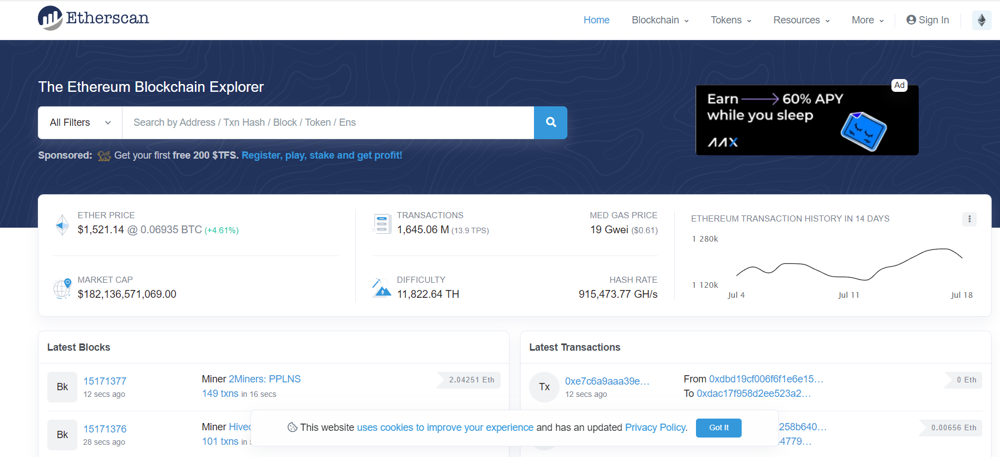 Etherscan
Home Blockchain Tokens Resources More Sign In
The Ethereum Blockchain Explorer
All Filters Search by Address / Txn Hash / Block / Token / Ens
Sponsored: Get your first free 200 $TFS. Register, play, stake and get profit!
Ad
Earn 60% APY
while you sleep
AAX
ETHER PRICE
$1,521.14 @ 0.06935 BTC (+4.61%)
MARKET CAP
$182,136,571,069.00
TRANSACTIONS
1,645.06 M (13.9 TPS)
MED GAS PRICE
19 Gwei ($0.61)
DIFFICULTY
11,822.64 TH
HASH RATE
915,473.77 GH/s
ETHEREUM TRANSACTION HISTORY IN 14 DAYS
1 280k
1 120k
Jul 4 Jul 11 Jul 18
Latest Blocks
Bk
15171377
12 secs ago
Miner 2Miners: PPLNS
149 txns in 16 secs
2.04251 Eth
Bk
15171376
28 secs ago
Miner
101 txns in
Latest Transactions
Tx
0xe7c6a9aaa39e...
12 secs ago
From 0xdbd19cf006f6f1e6e15...
To 0xdac17f958d2ee523a2...
0 Eth
258b640...
4779...
0.00656 Eth
This website uses cookies to improve your experience and has an updated Privacy Policy.
Got It